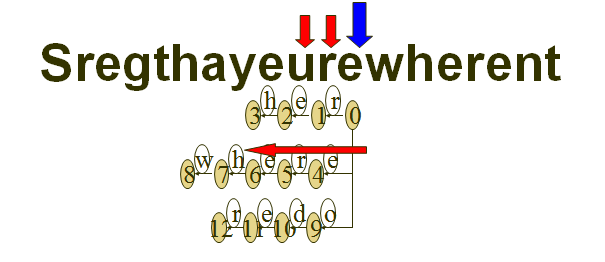 Sregthayeurewherent
h e r
3 2 1 0
w h e r e
8 7 6 5 4
r e d o
12 11 10 9